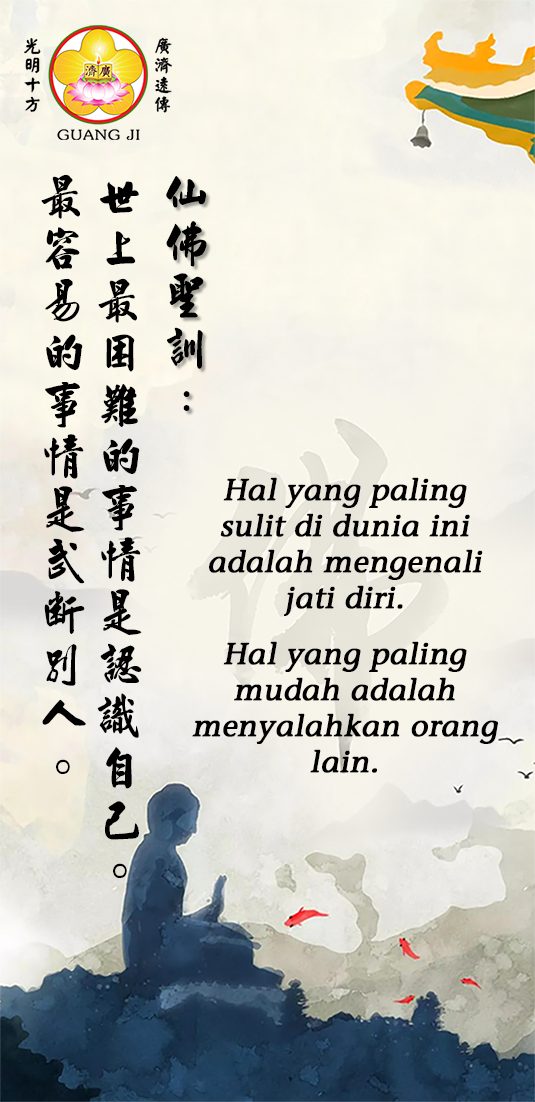 光明十方
廣濟遠傳
廣濟
GUANG JI
仙佛聖訓：
世上最困難的事情是認識自己。
最容易的事情是武断別人。
佛
Hal yang paling
sulit di dunia ini
adalah mengenali
jati diri.
Hal yang paling
mudah adalah
menyalahkan orang
lain.